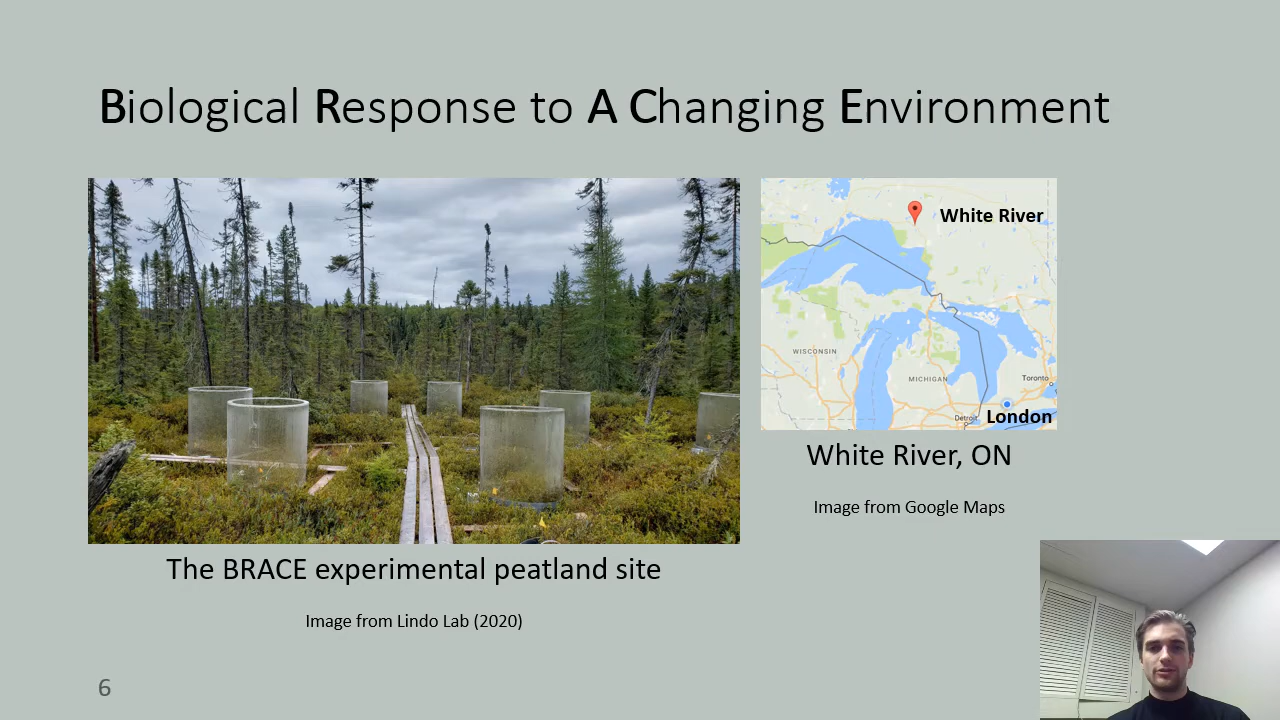 Biological Response to A Changing Environment
White River
WISCONSIN
MICHIGAN
Toronto
Detroit
London
White River, ON
Image from Google Maps
The BRACE experimental peatland site
Image from Lindo Lab (2020)
6